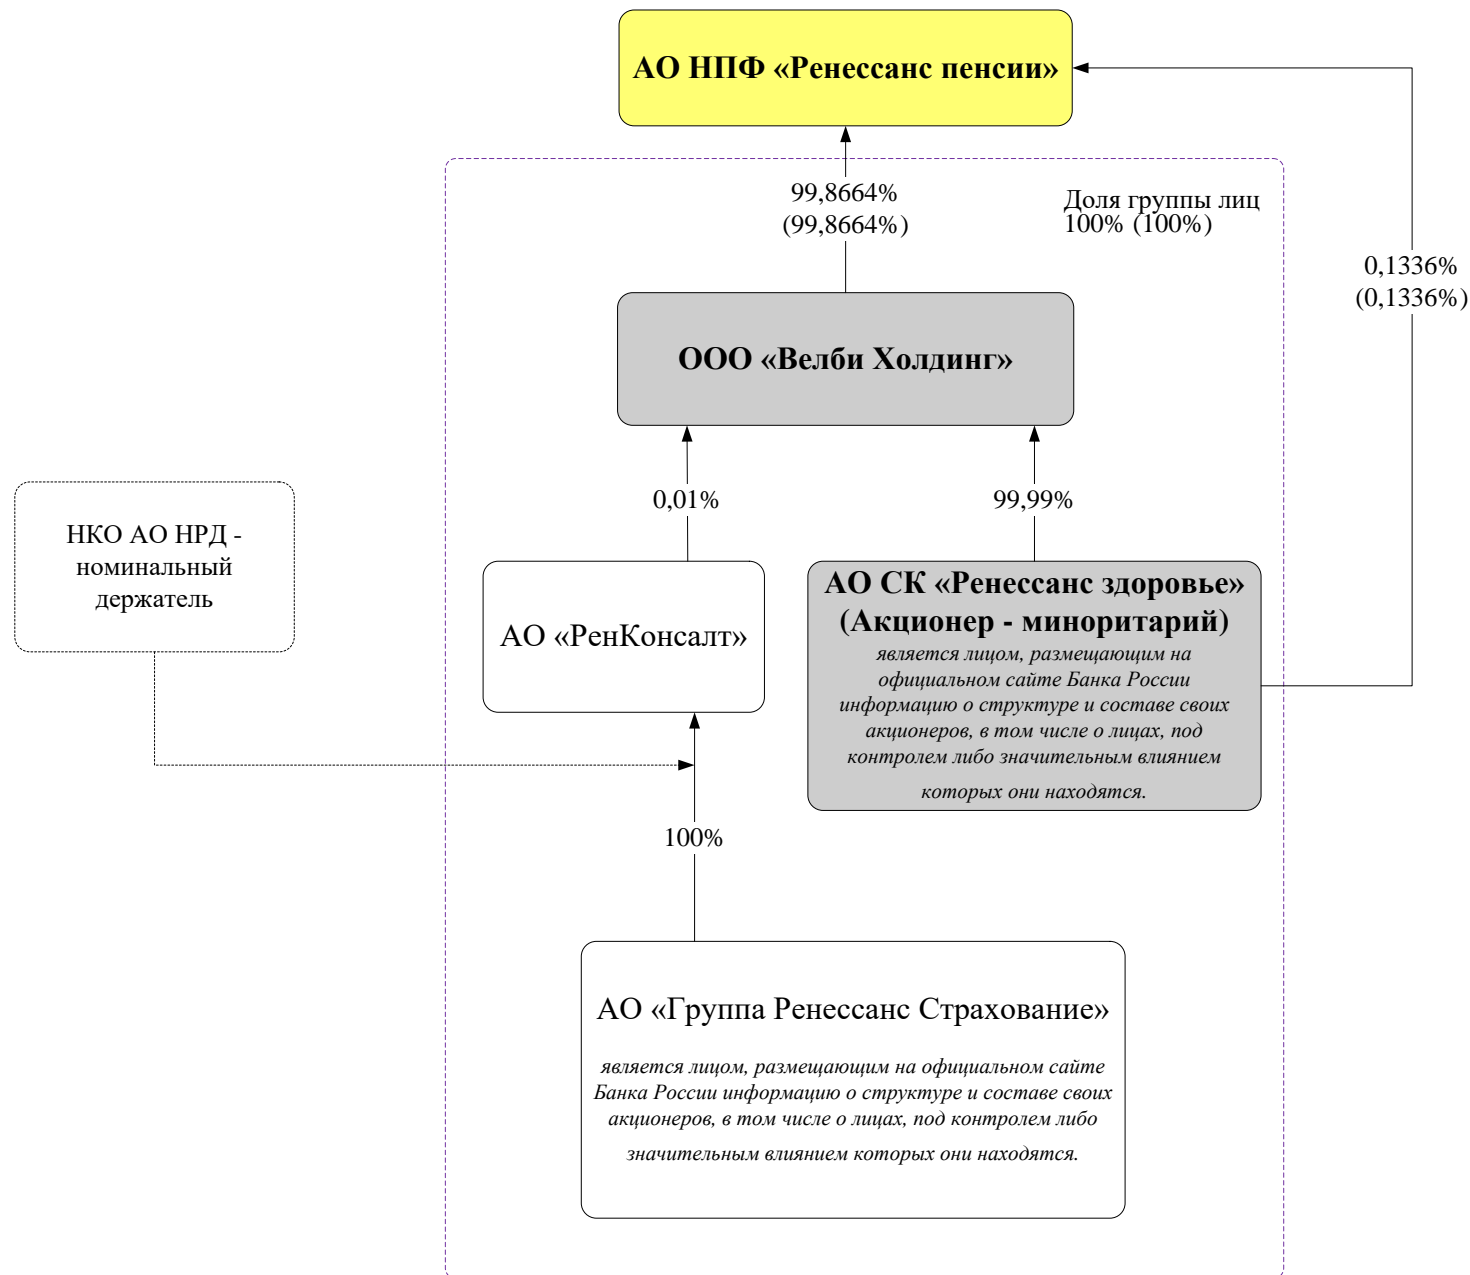 АО НПФ «Ренессанс пенсии»
99,8664%
(99,8664%)
Доля группы лиц
100% (100%)
0,1336%
(0,1336%)
ООО «Велби Холдинг»
0,01%
99,99%
НКО АО НРД -
номинальный
держатель
АО «РенКонсалт»
АО СК «Ренессанс здоровье»
(Акционер - миноритарий)
является лицом, размещающим на
официальном сайте Банка России
информацию о структуре и составе своих
акционеров, в том числе о лицах, под
контролем либо значительным влиянием
которых они находятся.
100%
АО «Группа Ренессанс Страхование»
является лицом, размещающим на официальном сайте
Банка России информацию о структуре и составе своих
акционеров, в том числе о лицах, под контролем либо
значительным влиянием которых они находятся.